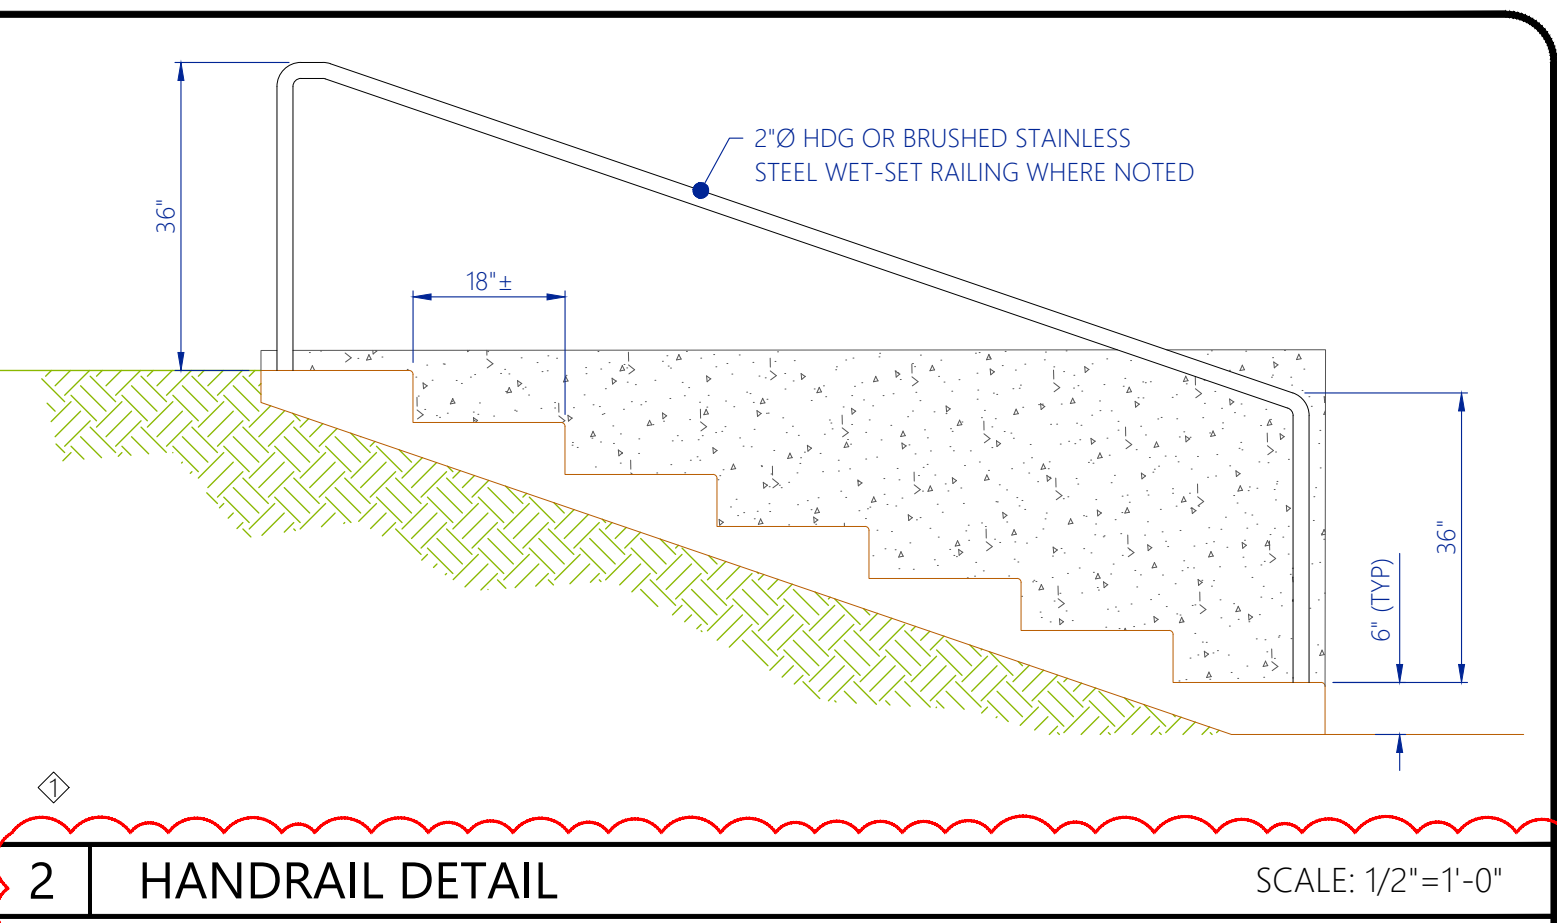 2"Ø HDG OR BRUSHED STAINLESS
STEEL WET-SET RAILING WHERE NOTED
36"
18"±
36"
6" (TYP)
1
2
HANDRAIL DETAIL
SCALE: 1/2"=1'-0"